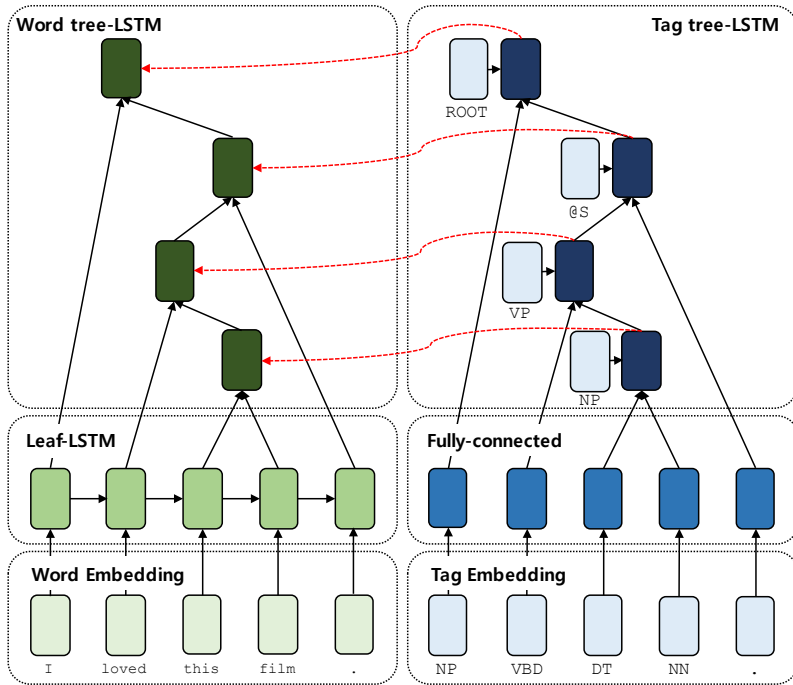 Word tree-LSTM
Tag tree-LSTM
ROOT
@S
VP
NP
Leaf-LSTM
Fully-connected
Word Embedding
Tag Embedding
I loved this film .
NP VBD DT NN .